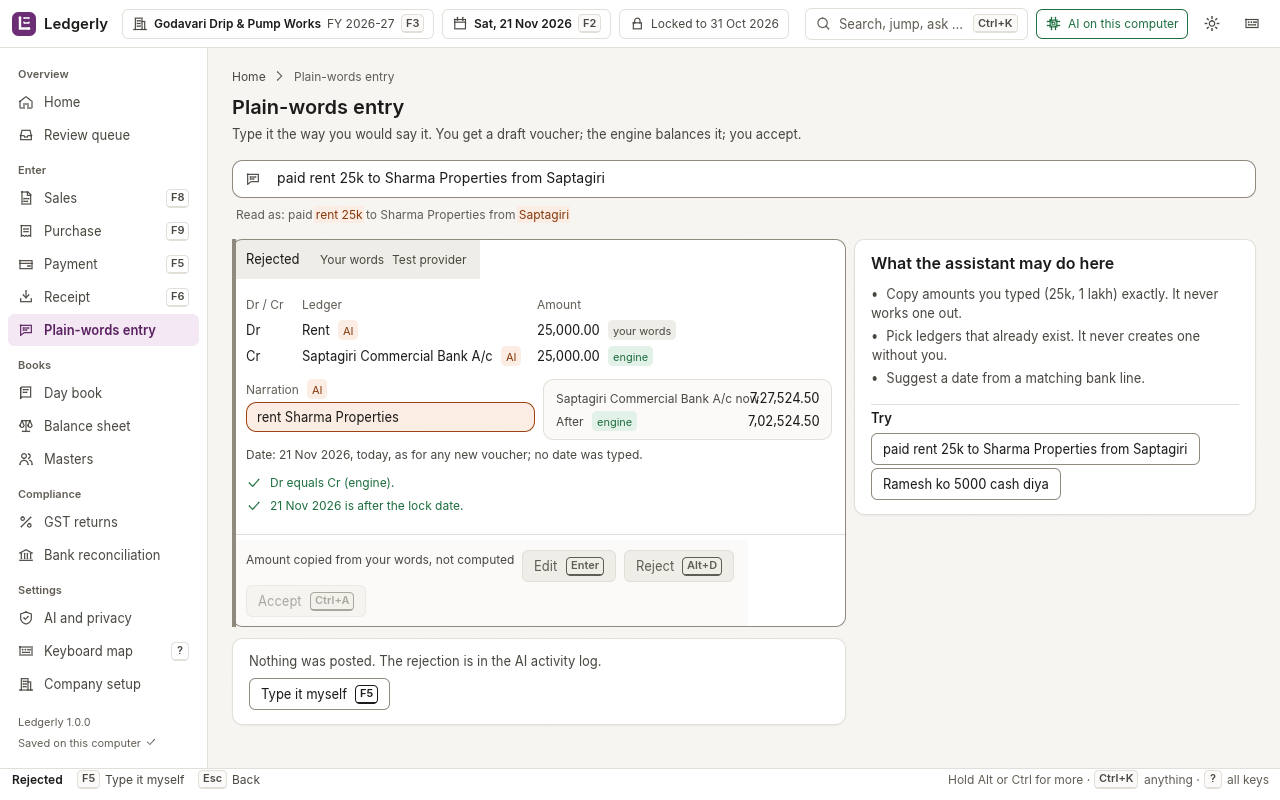 Ledgerly
Godavari Drip & Pump Works FY 2026-27 F3
Sat, 21 Nov 2026 F2
Locked to 31 Oct 2026
Search, jump, ask ... Ctrl+K
AI on this computer
Overview
Home
Review queue
Enter
Sales F8
Purchase F9
Payment F5
Receipt F6
Plain-words entry
Books
Day book
Balance sheet
Masters
Compliance
GST returns
Bank reconciliation
Settings
AI and privacy
Keyboard map ?
Company setup
Ledgerly 1.0.0
Saved on this computer
Home Plain-words entry
Plain-words entry
Type it the way you would say it. You get a draft voucher; the engine balances it; you accept.
paid rent 25k to Sharma Properties from Saptagiri
Read as: paid rent 25k to Sharma Properties from Saptagiri
Rejected Your words Test provider
Dr / Cr Ledger Amount
Dr Rent AI 25,000.00 your words
Cr Saptagiri Commercial Bank A/c AI 25,000.00 engine
Narration AI
rent Sharma Properties
Saptagiri Commercial Bank A/c now 7,27,524.50
After engine 7,02,524.50
Date: 21 Nov 2026, today, as for any new voucher; no date was typed.
Dr equals Cr (engine).
21 Nov 2026 is after the lock date.
Amount copied from your words, not computed
Edit Enter
Reject Alt+D
Accept Ctrl+A
Nothing was posted. The rejection is in the AI activity log.
Type it myself F5
What the assistant may do here
• Copy amounts you typed (25k, 1 lakh) exactly. It never
works one out.
• Pick ledgers that already exist. It never creates one
without you.
• Suggest a date from a matching bank line.
Try
paid rent 25k to Sharma Properties from Saptagiri
Ramesh ko 5000 cash diya
Rejected F5 Type it myself Esc Back
Hold Alt or Ctrl for more · Ctrl+K anything · ? all keys